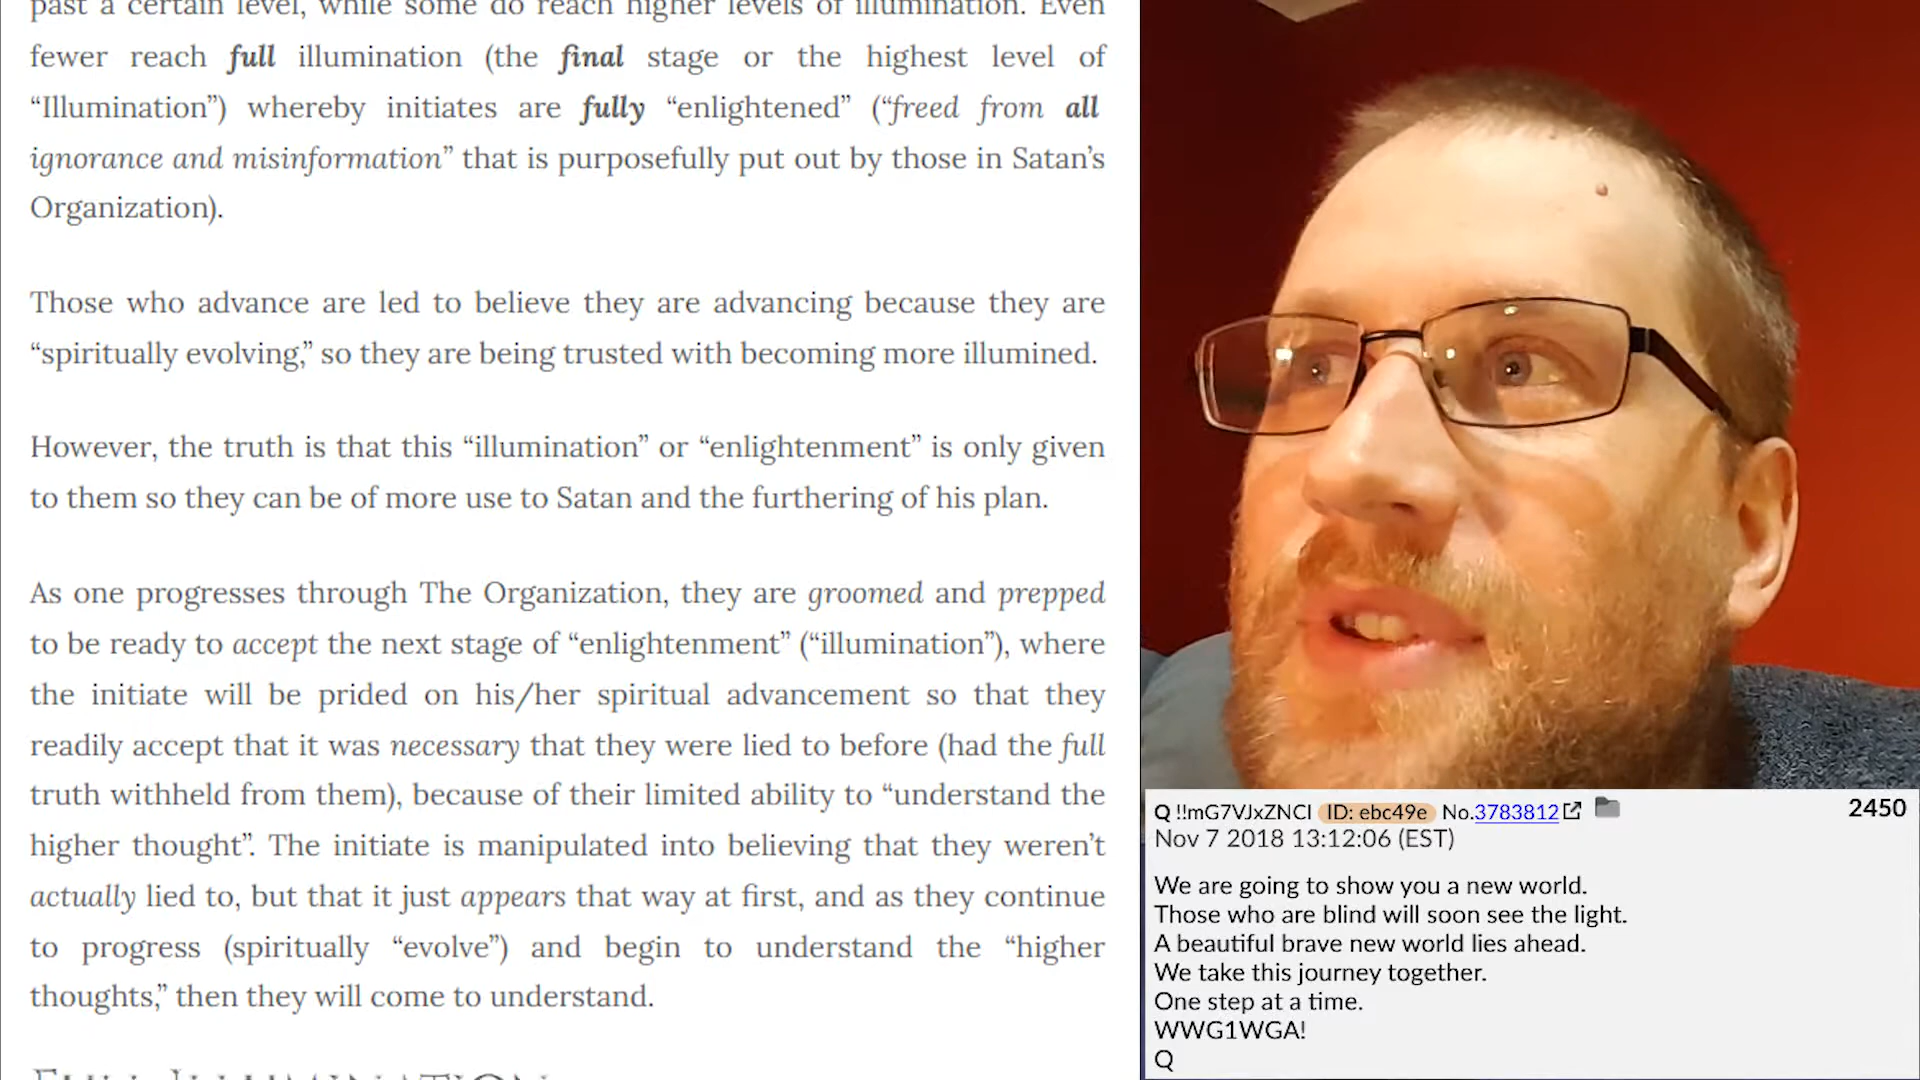 past a certain level, while some do reach higher levels of illumination. Even
fewer reach full illumination (the final stage or the highest level of
“Illumination”) whereby initiates are fully “enlightened” (“freed from all
ignorance and misinformation” that is purposefully put out by those in Satan’s
Organization).
Those who advance are led to believe they are advancing because they are
“spiritually evolving,” so they are being trusted with becoming more illumined.
However, the truth is that this “illumination” or “enlightenment” is only given
to them so they can be of more use to Satan and the furthering of his plan.
As one progresses through The Organization, they are groomed and prepped
to be ready to accept the next stage of “enlightenment” (“illumination”), where
the initiate will be prided on his/her spiritual advancement so that they
readily accept that it was necessary that they were lied to before (had the full
truth withheld from them), because of their limited ability to “understand the
higher thought”. The initiate is manipulated into believing that they weren’t
actually lied to, but that it just appears that way at first, and as they continue
to progress (spiritually “evolve”) and begin to understand the “higher
thoughts,” then they will come to understand.
Q !!mG7VJxZNCI ID: ebc49e No.3783812 2450
Nov 7 2018 13:12:06 (EST)
We are going to show you a new world.
Those who are blind will soon see the light.
A beautiful brave new world lies ahead.
We take this journey together.
One step at a time.
WWG1WGA!
Q